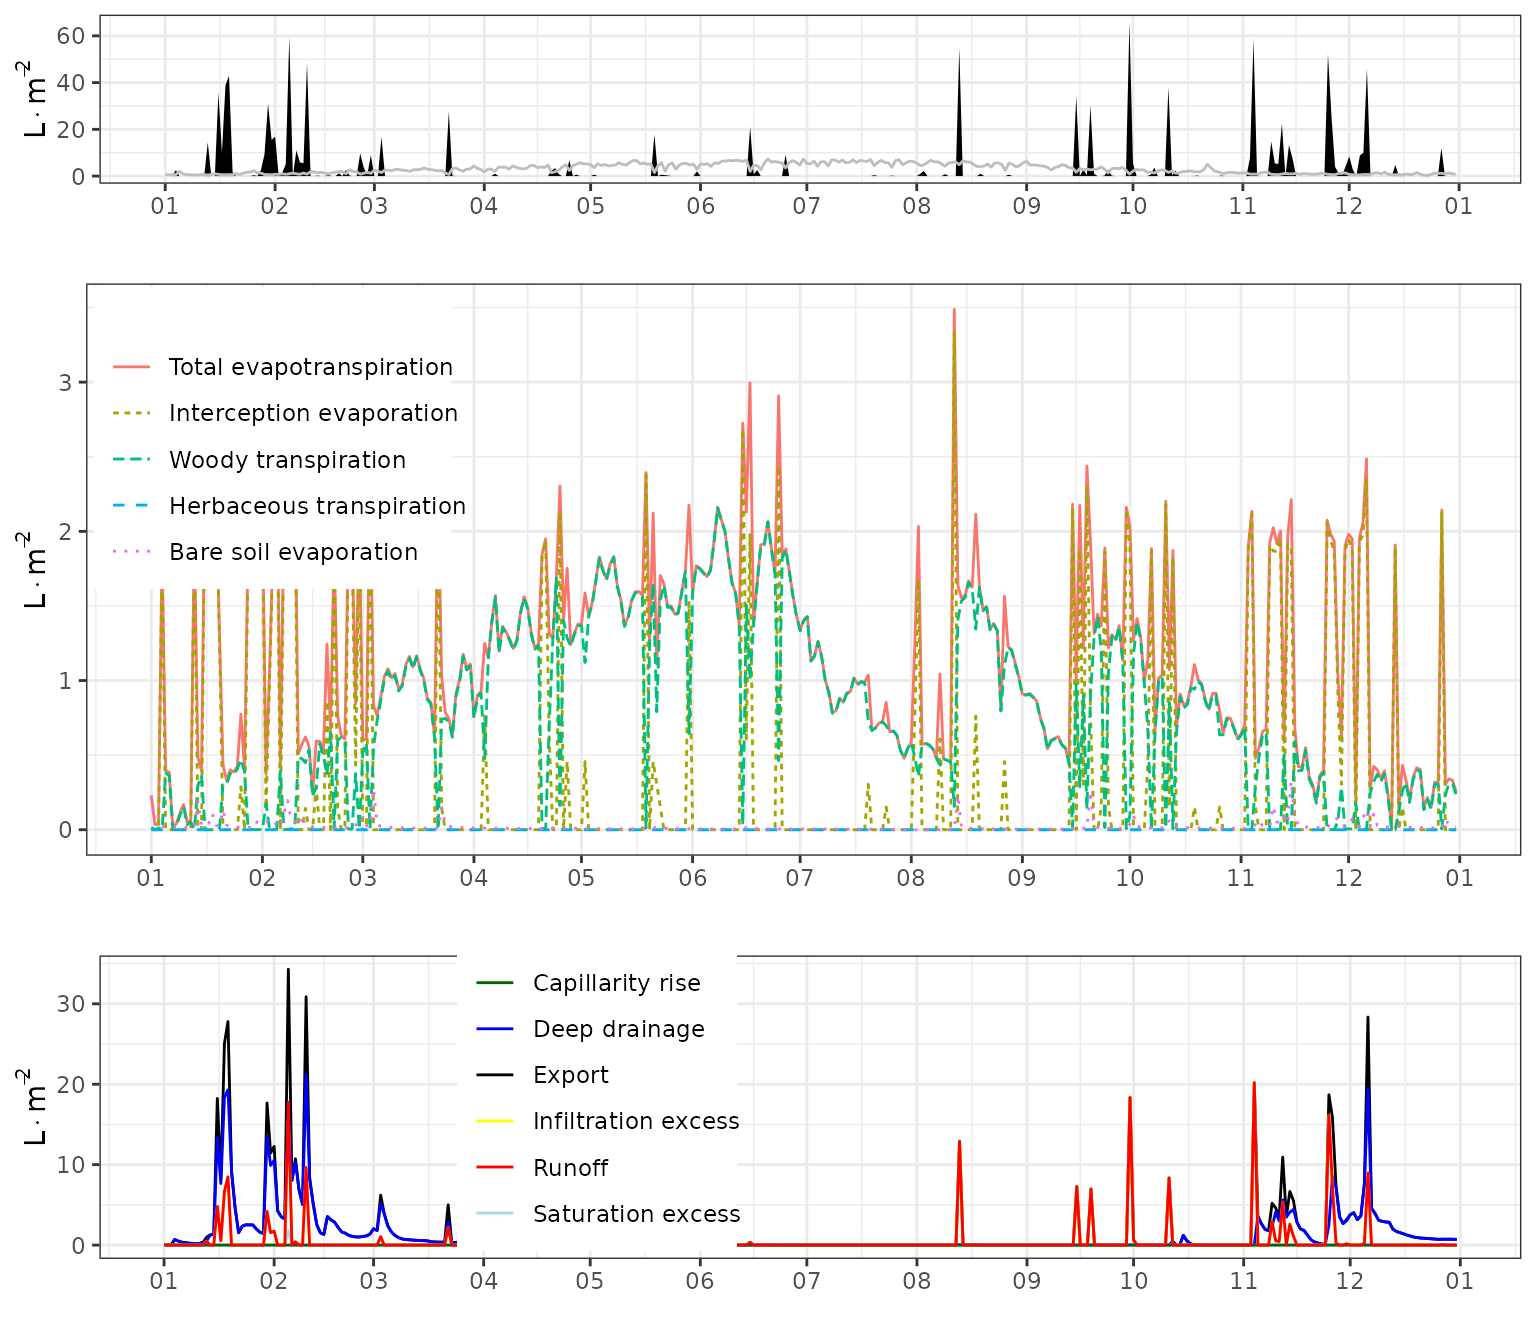 60
40
20
0
L · m⁻²
01 02 03 04 05 06 07 08 09 10 11 12 01
3
2
1
0
L · m⁻²
Total evapotranspiration
Interception evaporation
Woody transpiration
Herbaceous transpiration
Bare soil evaporation
01 02 03 04 05 06 07 08 09 10 11 12 01
30
20
10
0
L · m⁻²
Capillarity rise
Deep drainage
Export
Infiltration excess
Runoff
Saturation excess
01 02 03 04 05 06 07 08 09 10 11 12 01